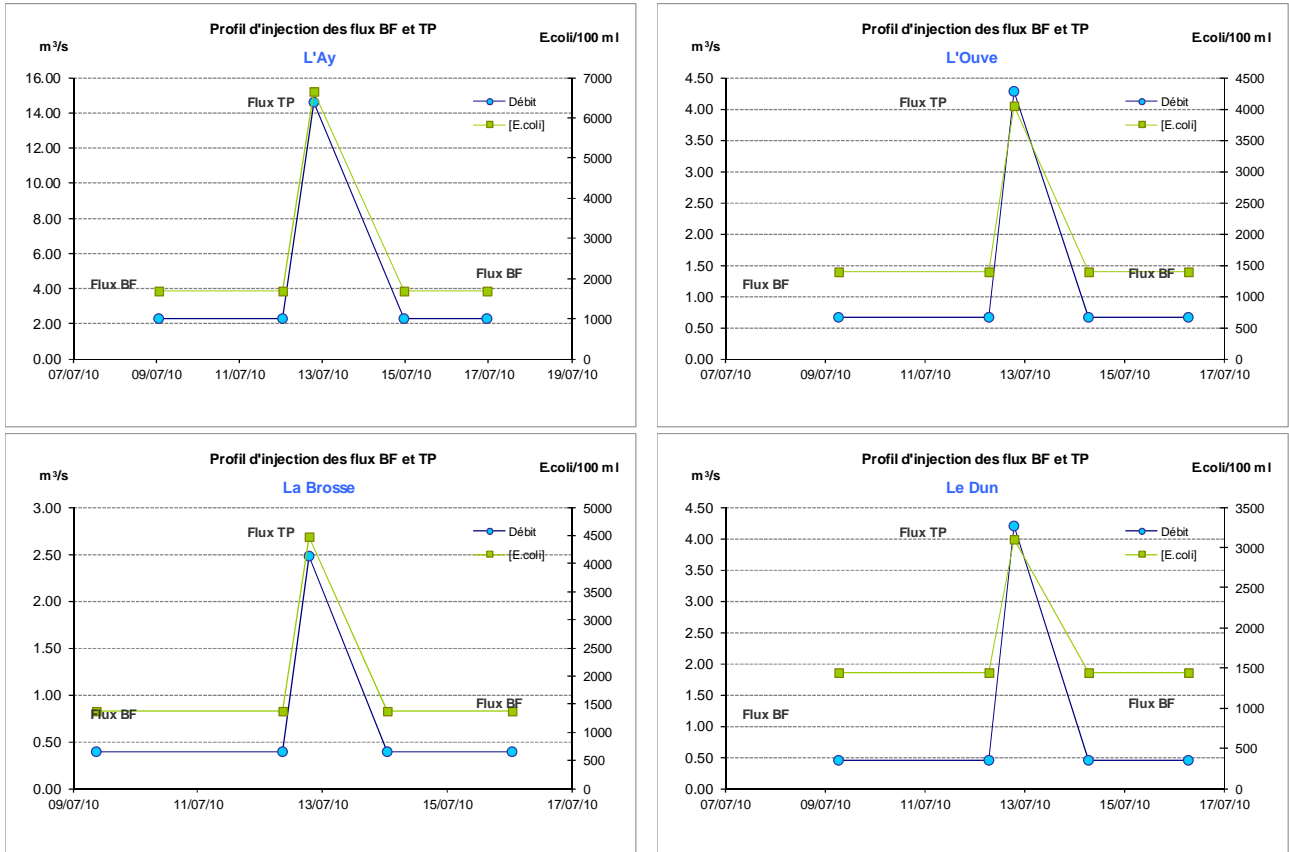 Profil d'injection des flux BF et TP
m³/s
E.coli/100 ml
L'Ay
16.00
14.00
12.00
10.00
8.00
6.00
4.00
2.00
0.00
7000
6000
5000
4000
3000
2000
1000
0
Flux TP
Débit
[E.coli]
Flux BF
Flux BF
07/07/10 09/07/10 11/07/10 13/07/10 15/07/10 17/07/10 19/07/10
Profil d'injection des flux BF et TP
m³/s
E.coli/100 ml
L'Ouve
4.50
4.00
3.50
3.00
2.50
2.00
1.50
1.00
0.50
0.00
4500
4000
3500
3000
2500
2000
1500
1000
500
0
Flux TP
Débit
[E.coli]
Flux BF
Flux BF
07/07/10 09/07/10 11/07/10 13/07/10 15/07/10 17/07/10
Profil d'injection des flux BF et TP
m³/s
E.coli/100 ml
La Brosse
3.00
2.50
2.00
1.50
1.00
0.50
0.00
5000
4500
4000
3500
3000
2500
2000
1500
1000
500
0
Flux TP
Débit
[E.coli]
Flux BF
Flux BF
09/07/10 11/07/10 13/07/10 15/07/10 17/07/10
Profil d'injection des flux BF et TP
m³/s
E.coli/100 ml
Le Dun
4.50
4.00
3.50
3.00
2.50
2.00
1.50
1.00
0.50
0.00
3500
3000
2500
2000
1500
1000
500
0
Flux TP
Débit
[E.coli]
Flux BF
Flux BF
07/07/10 09/07/10 11/07/10 13/07/10 15/07/10 17/07/10